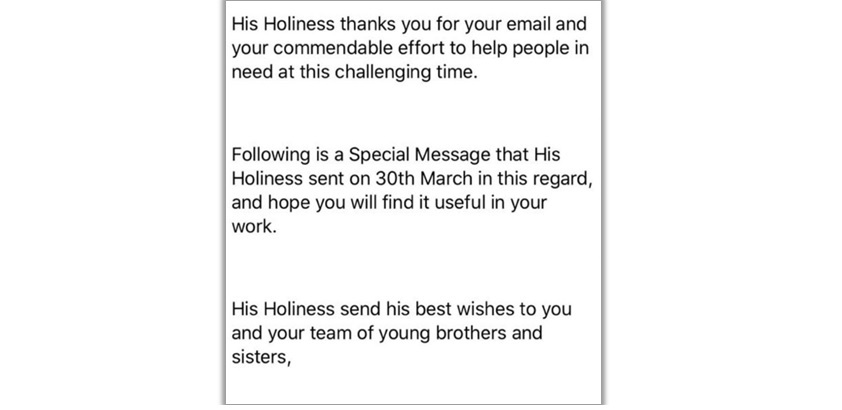 His Holiness thanks you for your email and
your commendable effort to help people in
need at this challenging time.
Following is a Special Message that His
Holiness sent on 30th March in this regard,
and hope you will find it useful in your
work.
His Holiness send his best wishes to you
and your team of young brothers and
sisters,